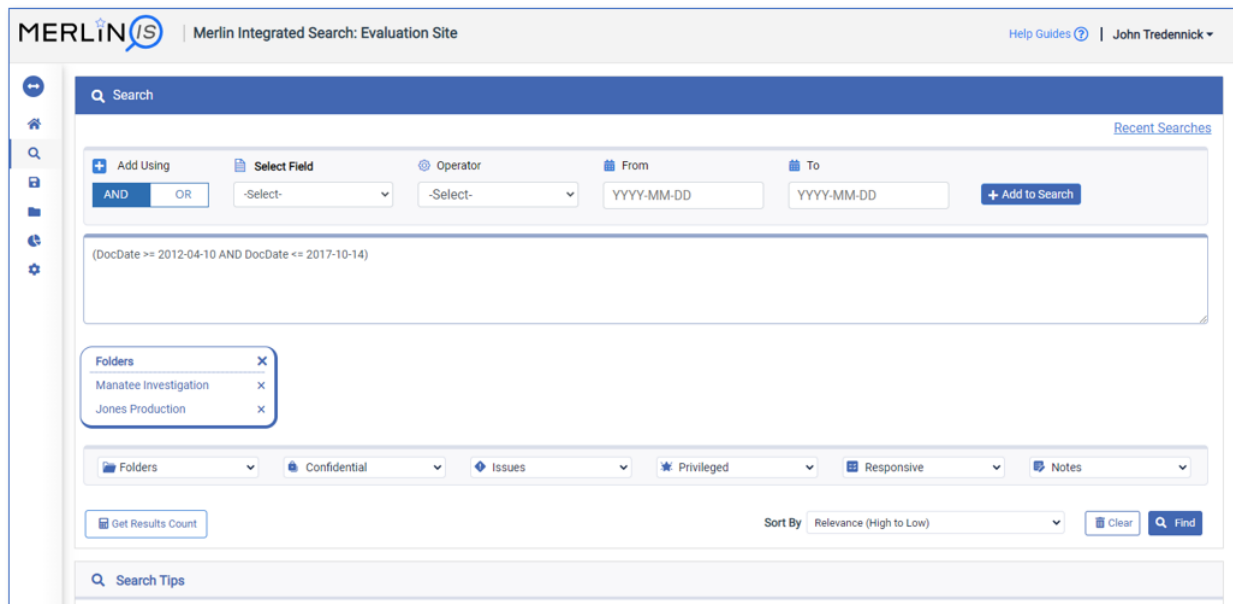 MERLIN IS Merlin Integrated Search: Evaluation Site Help Guides ? | John Tredennick
Search
Recent Searches
Add Using Select Field Operator From To
AND OR -Select- -Select- YYYY-MM-DD YYYY-MM-DD + Add to Search
(DocDate >= 2012-04-10 AND DocDate <= 2017-10-14)
Folders ×
Manatee Investigation ×
Jones Production ×
Folders Confidential Issues Privileged Responsive Notes
Get Results Count Sort By Relevance (High to Low) Clear Find
Search Tips